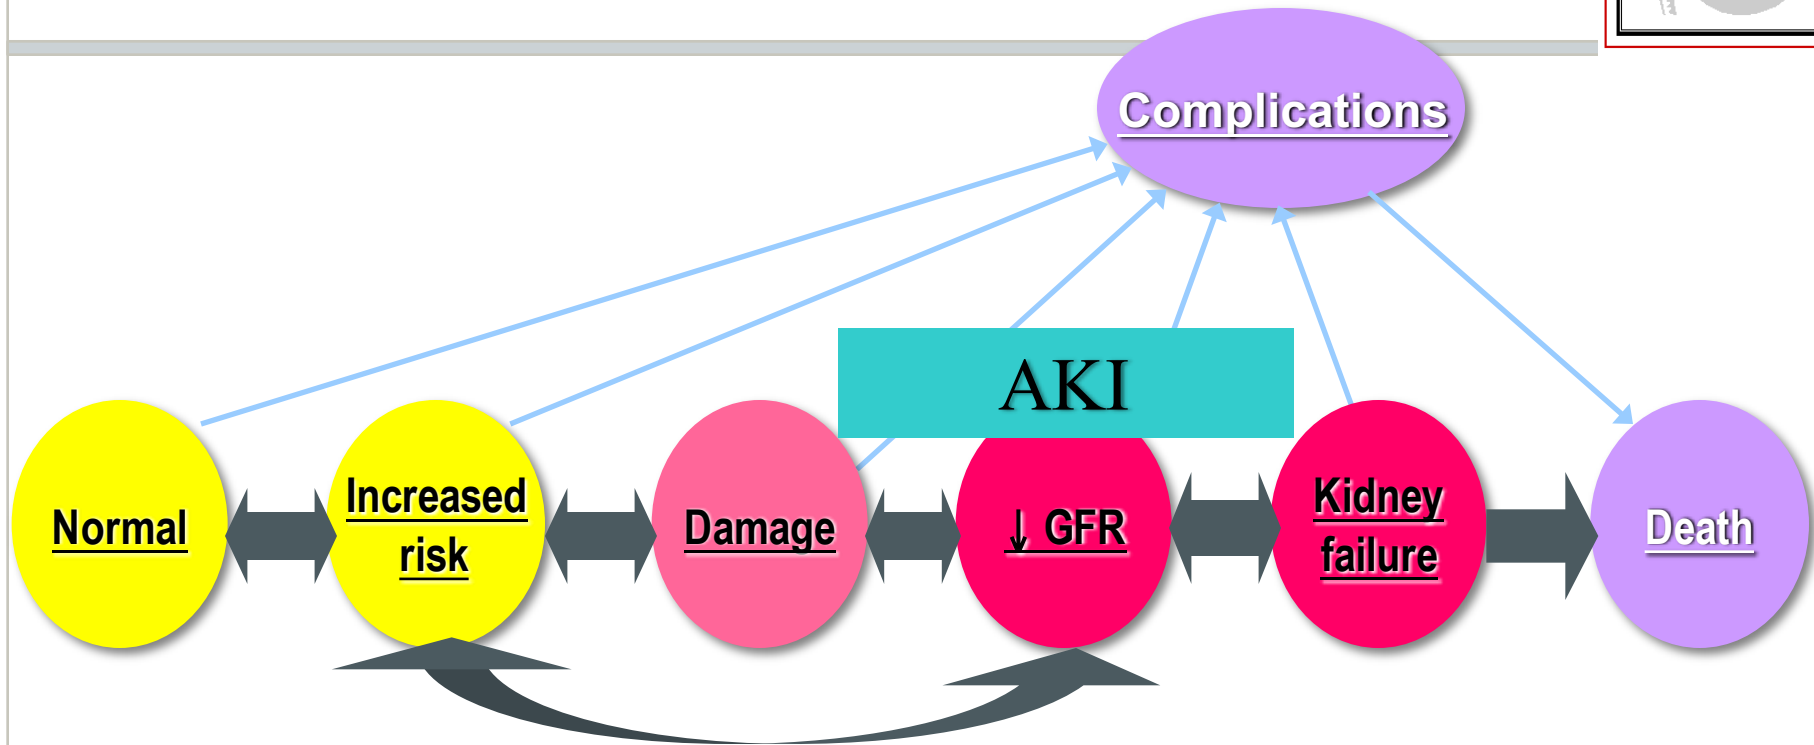 Complications
AKI
Normal
Increased
risk
Damage
↓ GFR
Kidney
failure
Death